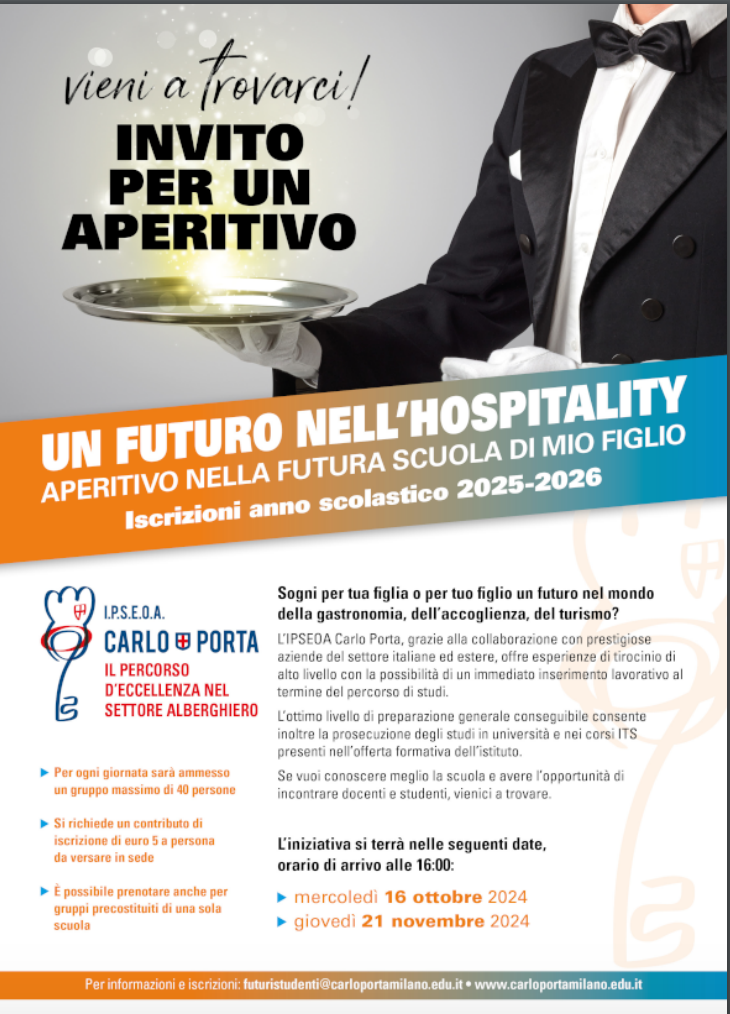 vieni a trovarci!
INVITO
PER UN
APERITIVO
UN FUTURO NELL'HOSPITALITY
APERITIVO NELLA FUTURA SCUOLA DI MIO FIGLIO
Iscrizioni anno scolastico 2025-2026
I.P.S.E.O.A.
CARLO PORTA
IL PERCORSO
D'ECCELLENZA NEL
SETTORE ALBERGHIERO
Per ogni giornata sarà ammesso
un gruppo massimo di 40 persone
Si richiede un contributo di
iscrizione di euro 5 a persona
da versare in sede
È possibile prenotare anche per
gruppi precostituiti di una sola
scuola
Sogni per tua figlia o per tuo figlio un futuro nel mondo
della gastronomia, dell'accoglienza, del turismo?
L'IPSEOA Carlo Porta, grazie alla collaborazione con prestigiose
aziende del settore italiane ed estere, offre esperienze di tirocinio di
alto livello con la possibilità di un immediato inserimento lavorativo al
termine del percorso di studi.
L'ottimo livello di preparazione generale conseguibile consente
inoltre la prosecuzione degli studi in università e nei corsi ITS
presenti nell'offerta formativa dell'istituto.
Se vuoi conoscere meglio la scuola e avere l'opportunità di
incontrare docenti e studenti, vienici a trovare.
L'iniziativa si terrà nelle seguenti date,
orario di arrivo alle 16:00:
mercoledì 16 ottobre 2024
giovedì 21 novembre 2024
Per informazioni e iscrizioni: futuristudenti@carloportamilano.edu.it • www.carloportamilano.edu.it